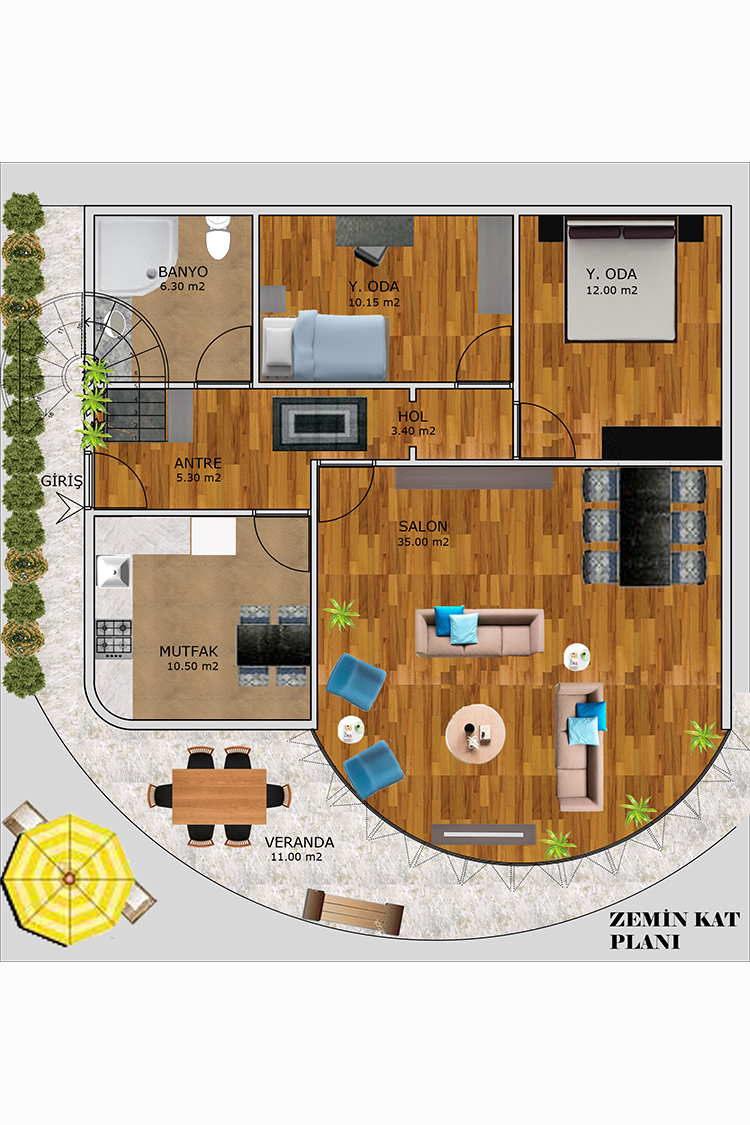 BANYO
6.30 m2
Y. ODA
10.15 m2
Y. ODA
12.00 m2
HOL
3.40 m2
ANTRE
5.30 m2
GİRİŞ
SALON
35.00 m2
MUTFAK
10.50 m2
VERANDA
11.00 m2
ZEMİN KAT
PLANI